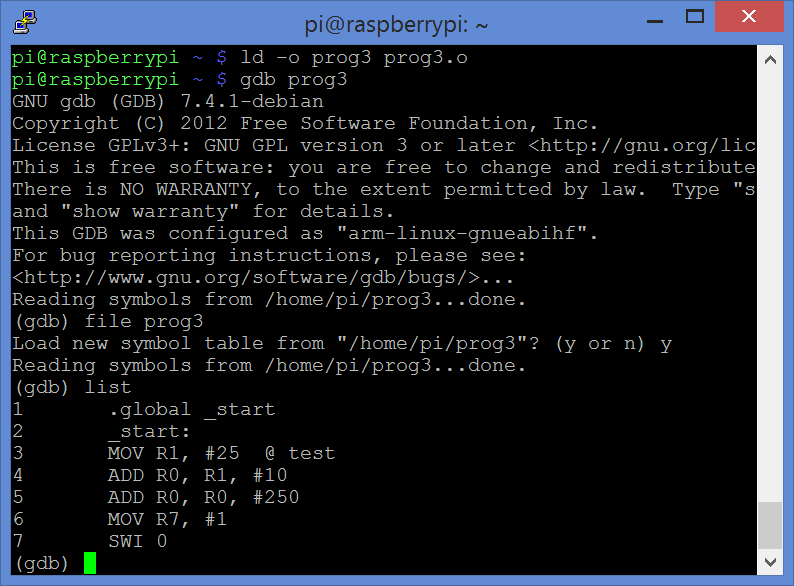 pi@raspberrypi: ~
pi@raspberrypi ~ $ ld -o prog3 prog3.o
pi@raspberrypi ~ $ gdb prog3
GNU gdb (GDB) 7.4.1-debian
Copyright (C) 2012 Free Software Foundation, Inc.
License GPLv3+: GNU GPL version 3 or later <http://gnu.org/lic
This is free software: you are free to change and redistribute
There is NO WARRANTY, to the extent permitted by law.  Type "s
and "show warranty" for details.
This GDB was configured as "arm-linux-gnueabihf".
For bug reporting instructions, please see:
<http://www.gnu.org/software/gdb/bugs/>...
Reading symbols from /home/pi/prog3...done.
(gdb) file prog3
Load new symbol table from "/home/pi/prog3"? (y or n) y
Reading symbols from /home/pi/prog3...done.
(gdb) list
1       .global _start
2       _start:
3       MOV R1, #25  @ test
4       ADD R0, R1, #10
5       ADD R0, R0, #250
6       MOV R7, #1
7       SWI 0
(gdb)